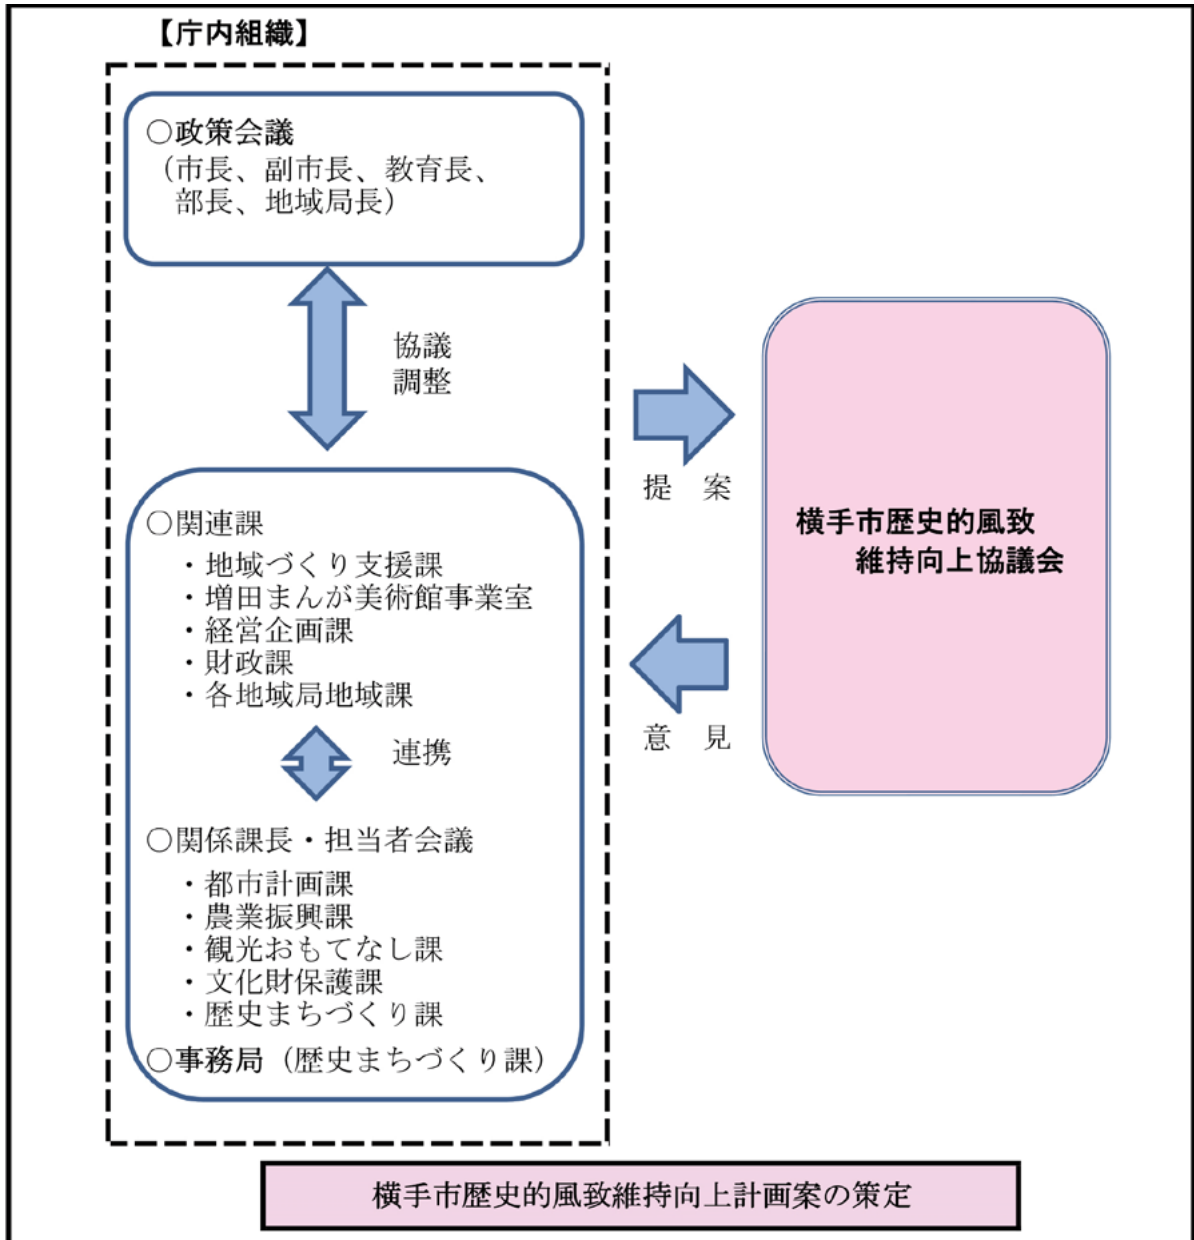 【庁内組織】
○政策会議
（市長、副市長、教育長、
部長、地域局長）
協議
調整
○関連課
・地域づくり支援課
・増田まんが美術館事業室
・経営企画課
・財政課
・各地域局地域課
連携
○関係課長・担当者会議
・都市計画課
・農業振興課
・観光おもてなし課
・文化財保護課
・歴史まちづくり課
○事務局（歴史まちづくり課）
提　案
意　見
横手市歴史的風致
維持向上協議会
横手市歴史的風致維持向上計画案の策定